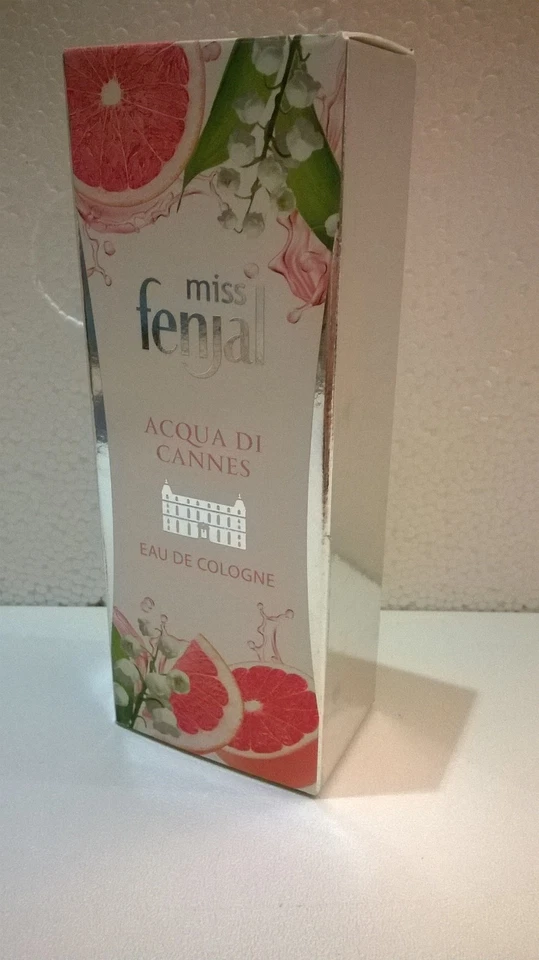 miss
fenjal
ACQUA DI
CANNES
EAU DE COLOGNE